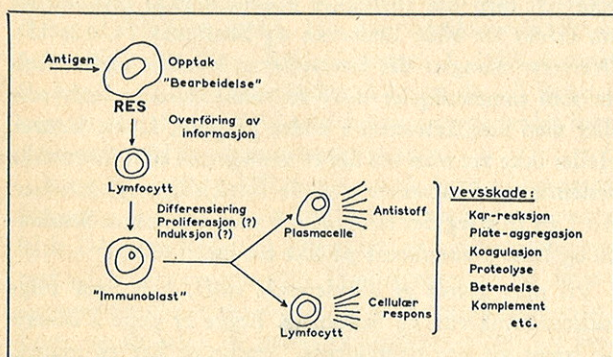 Antigen
Opptak
"Bearbeidelse"
RES
Overföring av
informasjon
Lymfocytt
Differensiering
Proliferasjon (?)
Induksjon (?)
"Immunoblast"
Plasmacelle
Antistoff
Lymfocytt
Cellulær
respons
Vevsskade:
Kar-reaksjon
Plate-aggregasjon
Koagulasjon
Proteolyse
Betendelse
Komplement
etc.